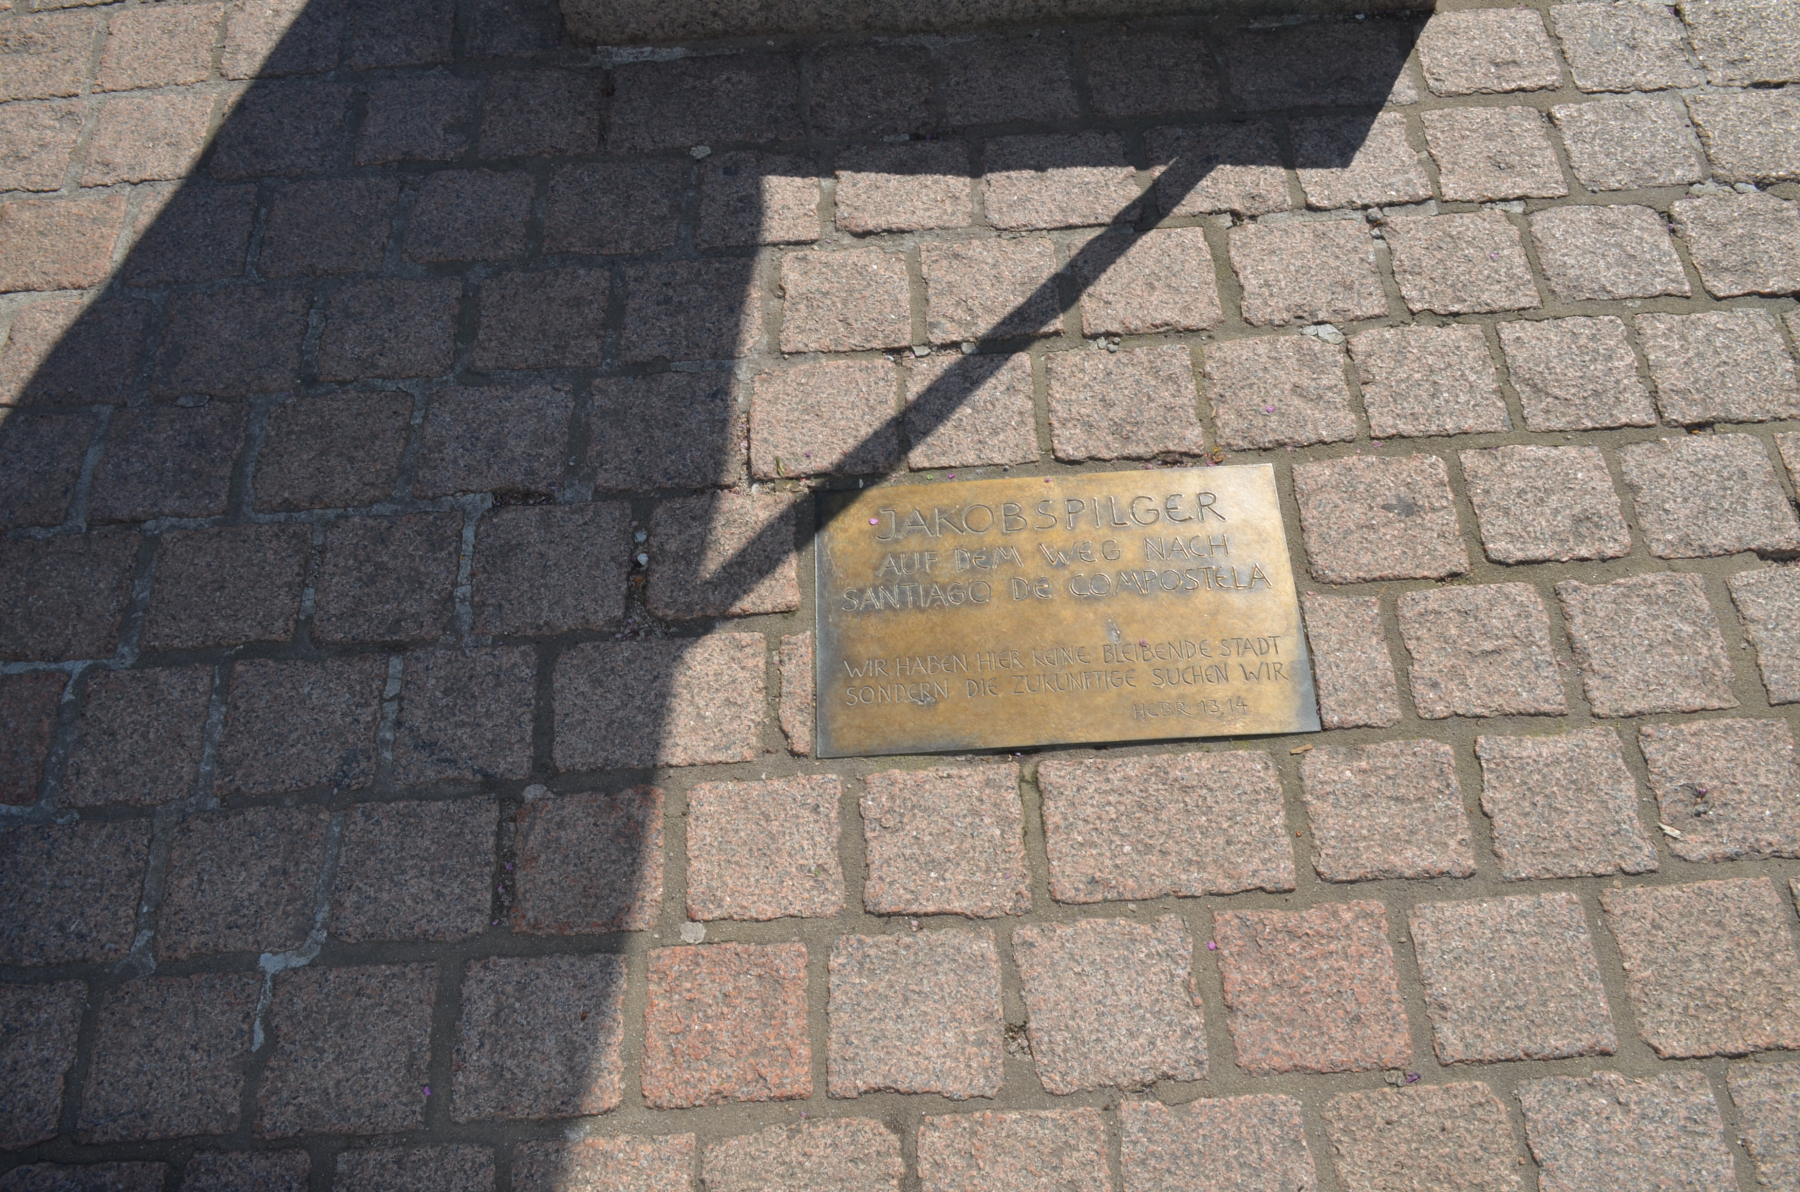 JAKOBSPILGER
AUF DEM WEG NACH
SANTIAGO DE COMPOSTELA
WIR HABEN HIER KEINE BLEIBENDE STADT
SONDERN DIE ZUKÜNFTIGE SUCHEN WIR
HEBR. 13,14